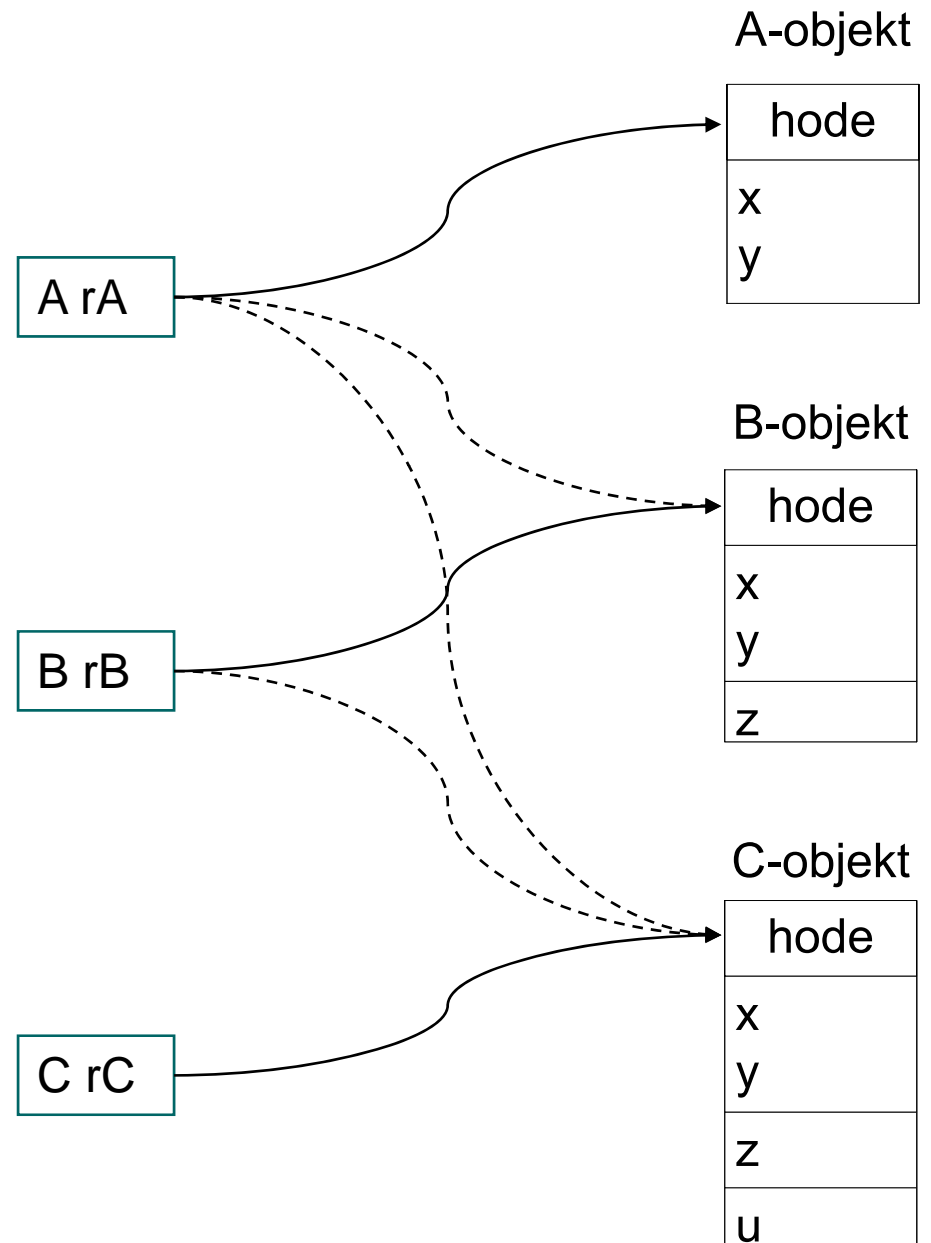 A-objekt
hode
x
y
A rA
B-objekt
hode
x
y
z
B rB
C-objekt
hode
x
y
z
u
C rC